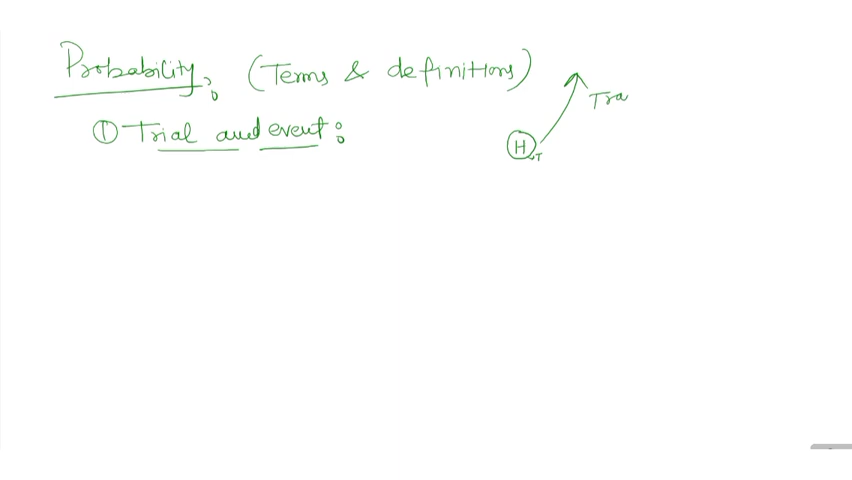 Probability: (Terms & definitions)
① Trial and event:
H
T
Tra